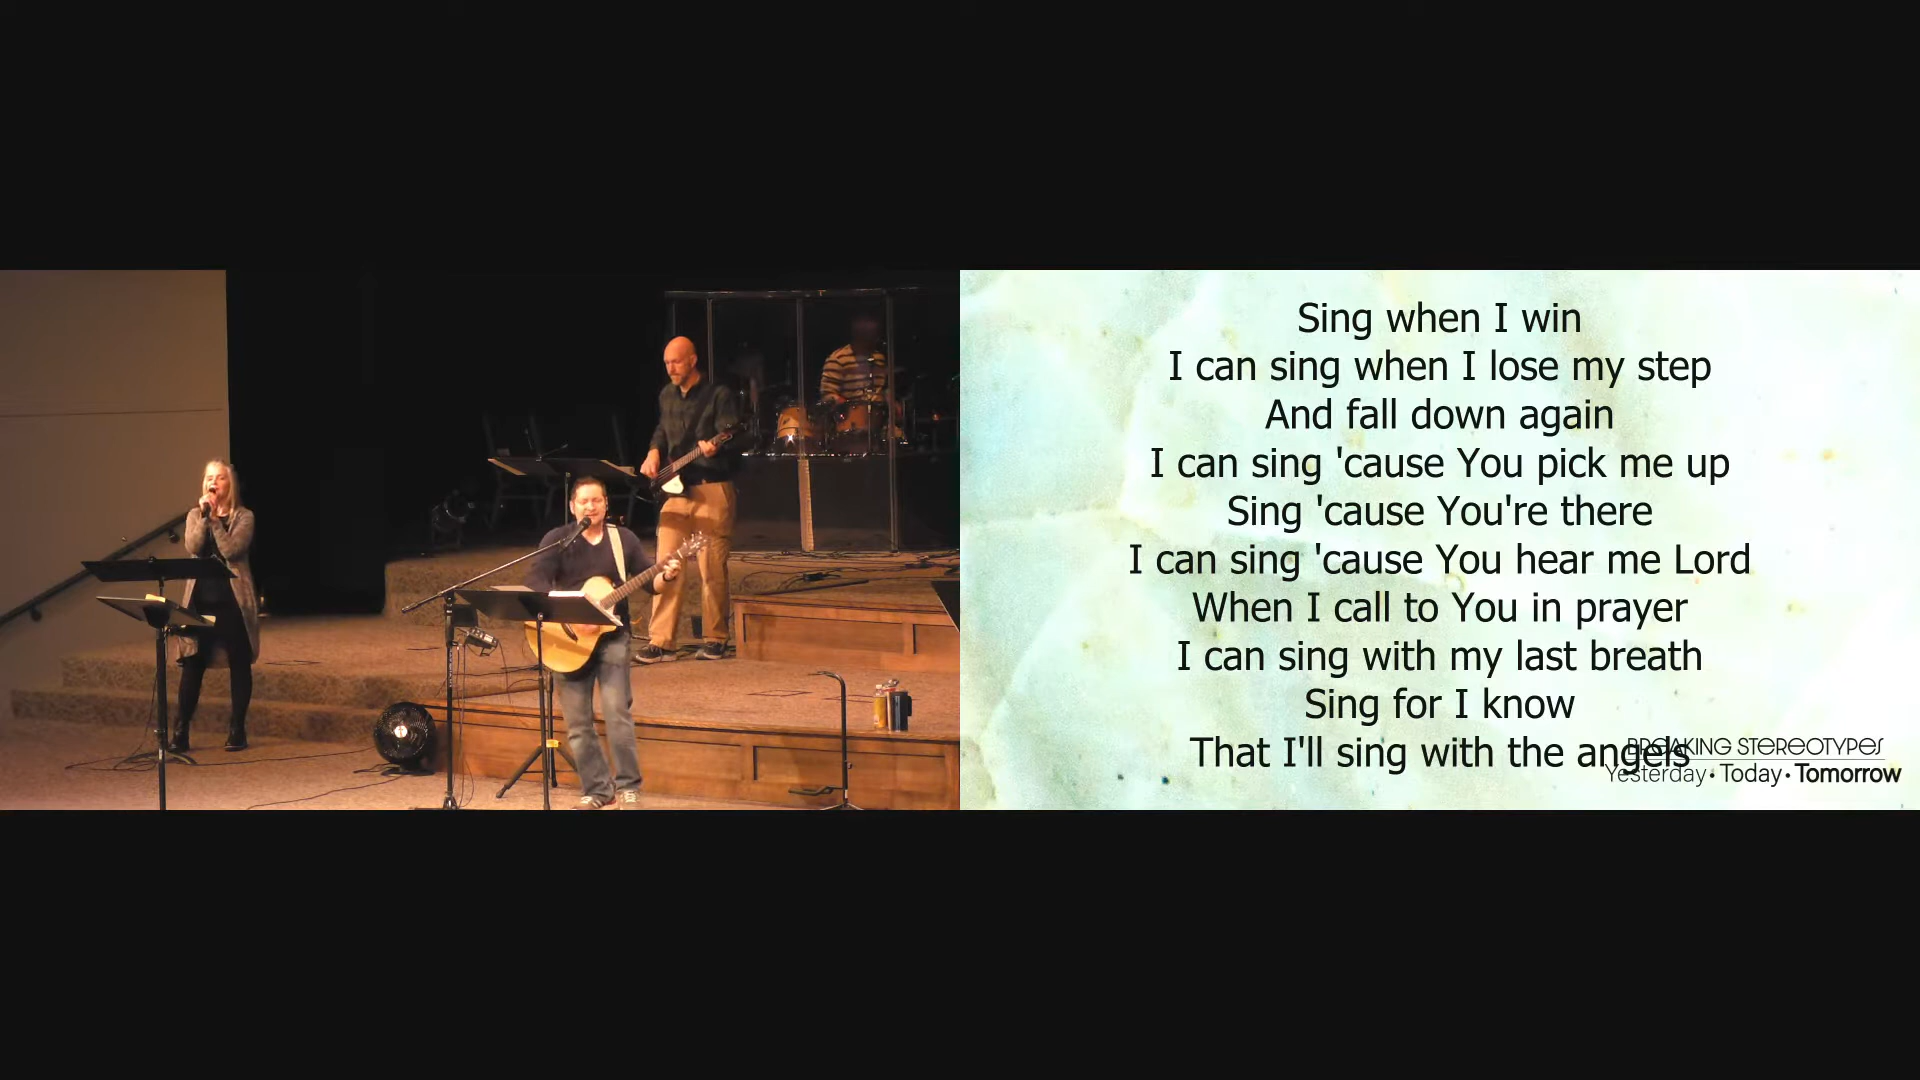 Sing when I win
I can sing when I lose my step
And fall down again
I can sing 'cause You pick me up
Sing 'cause You're there
I can sing 'cause You hear me Lord
When I call to You in prayer
I can sing with my last breath
Sing for I know
That I'll sing with the angels
BREAKING STEREOTYPES
Yesterday • Today • Tomorrow